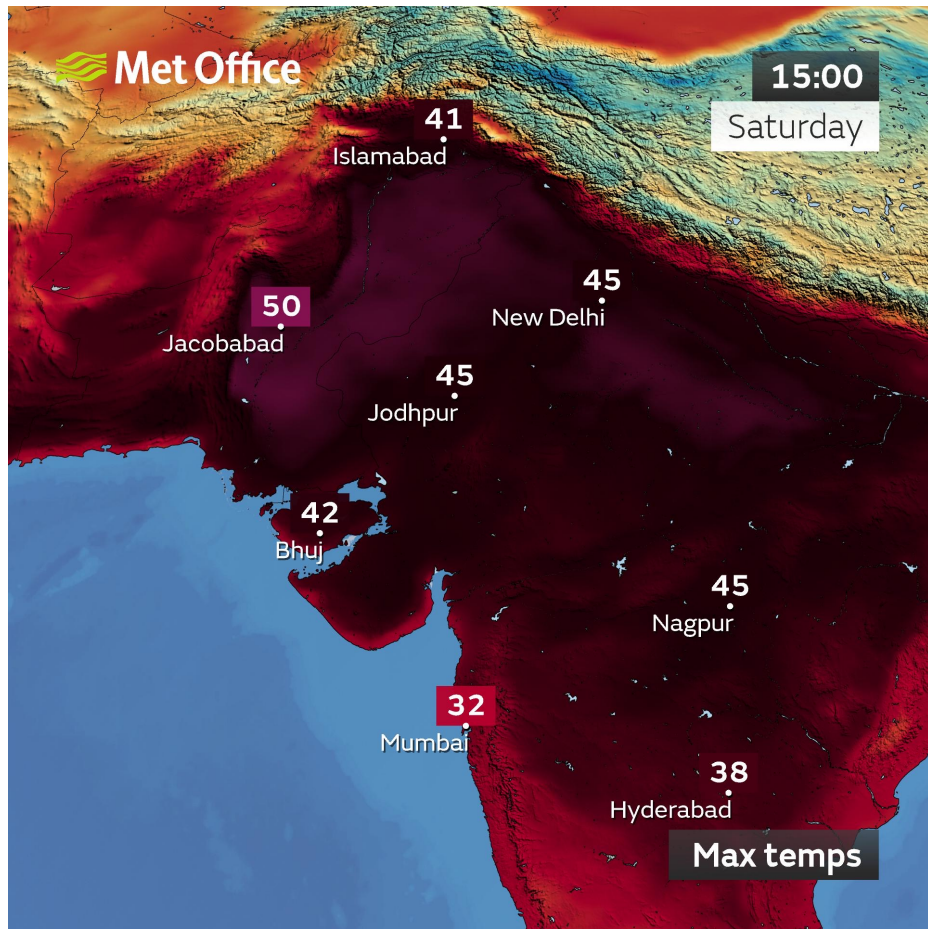 Met Office
15:00
Saturday
41
Islamabad
50
Jacobabad
45
New Delhi
45
Jodhpur
42
Bhuj
45
Nagpur
32
Mumbai
38
Hyderabad
Max temps